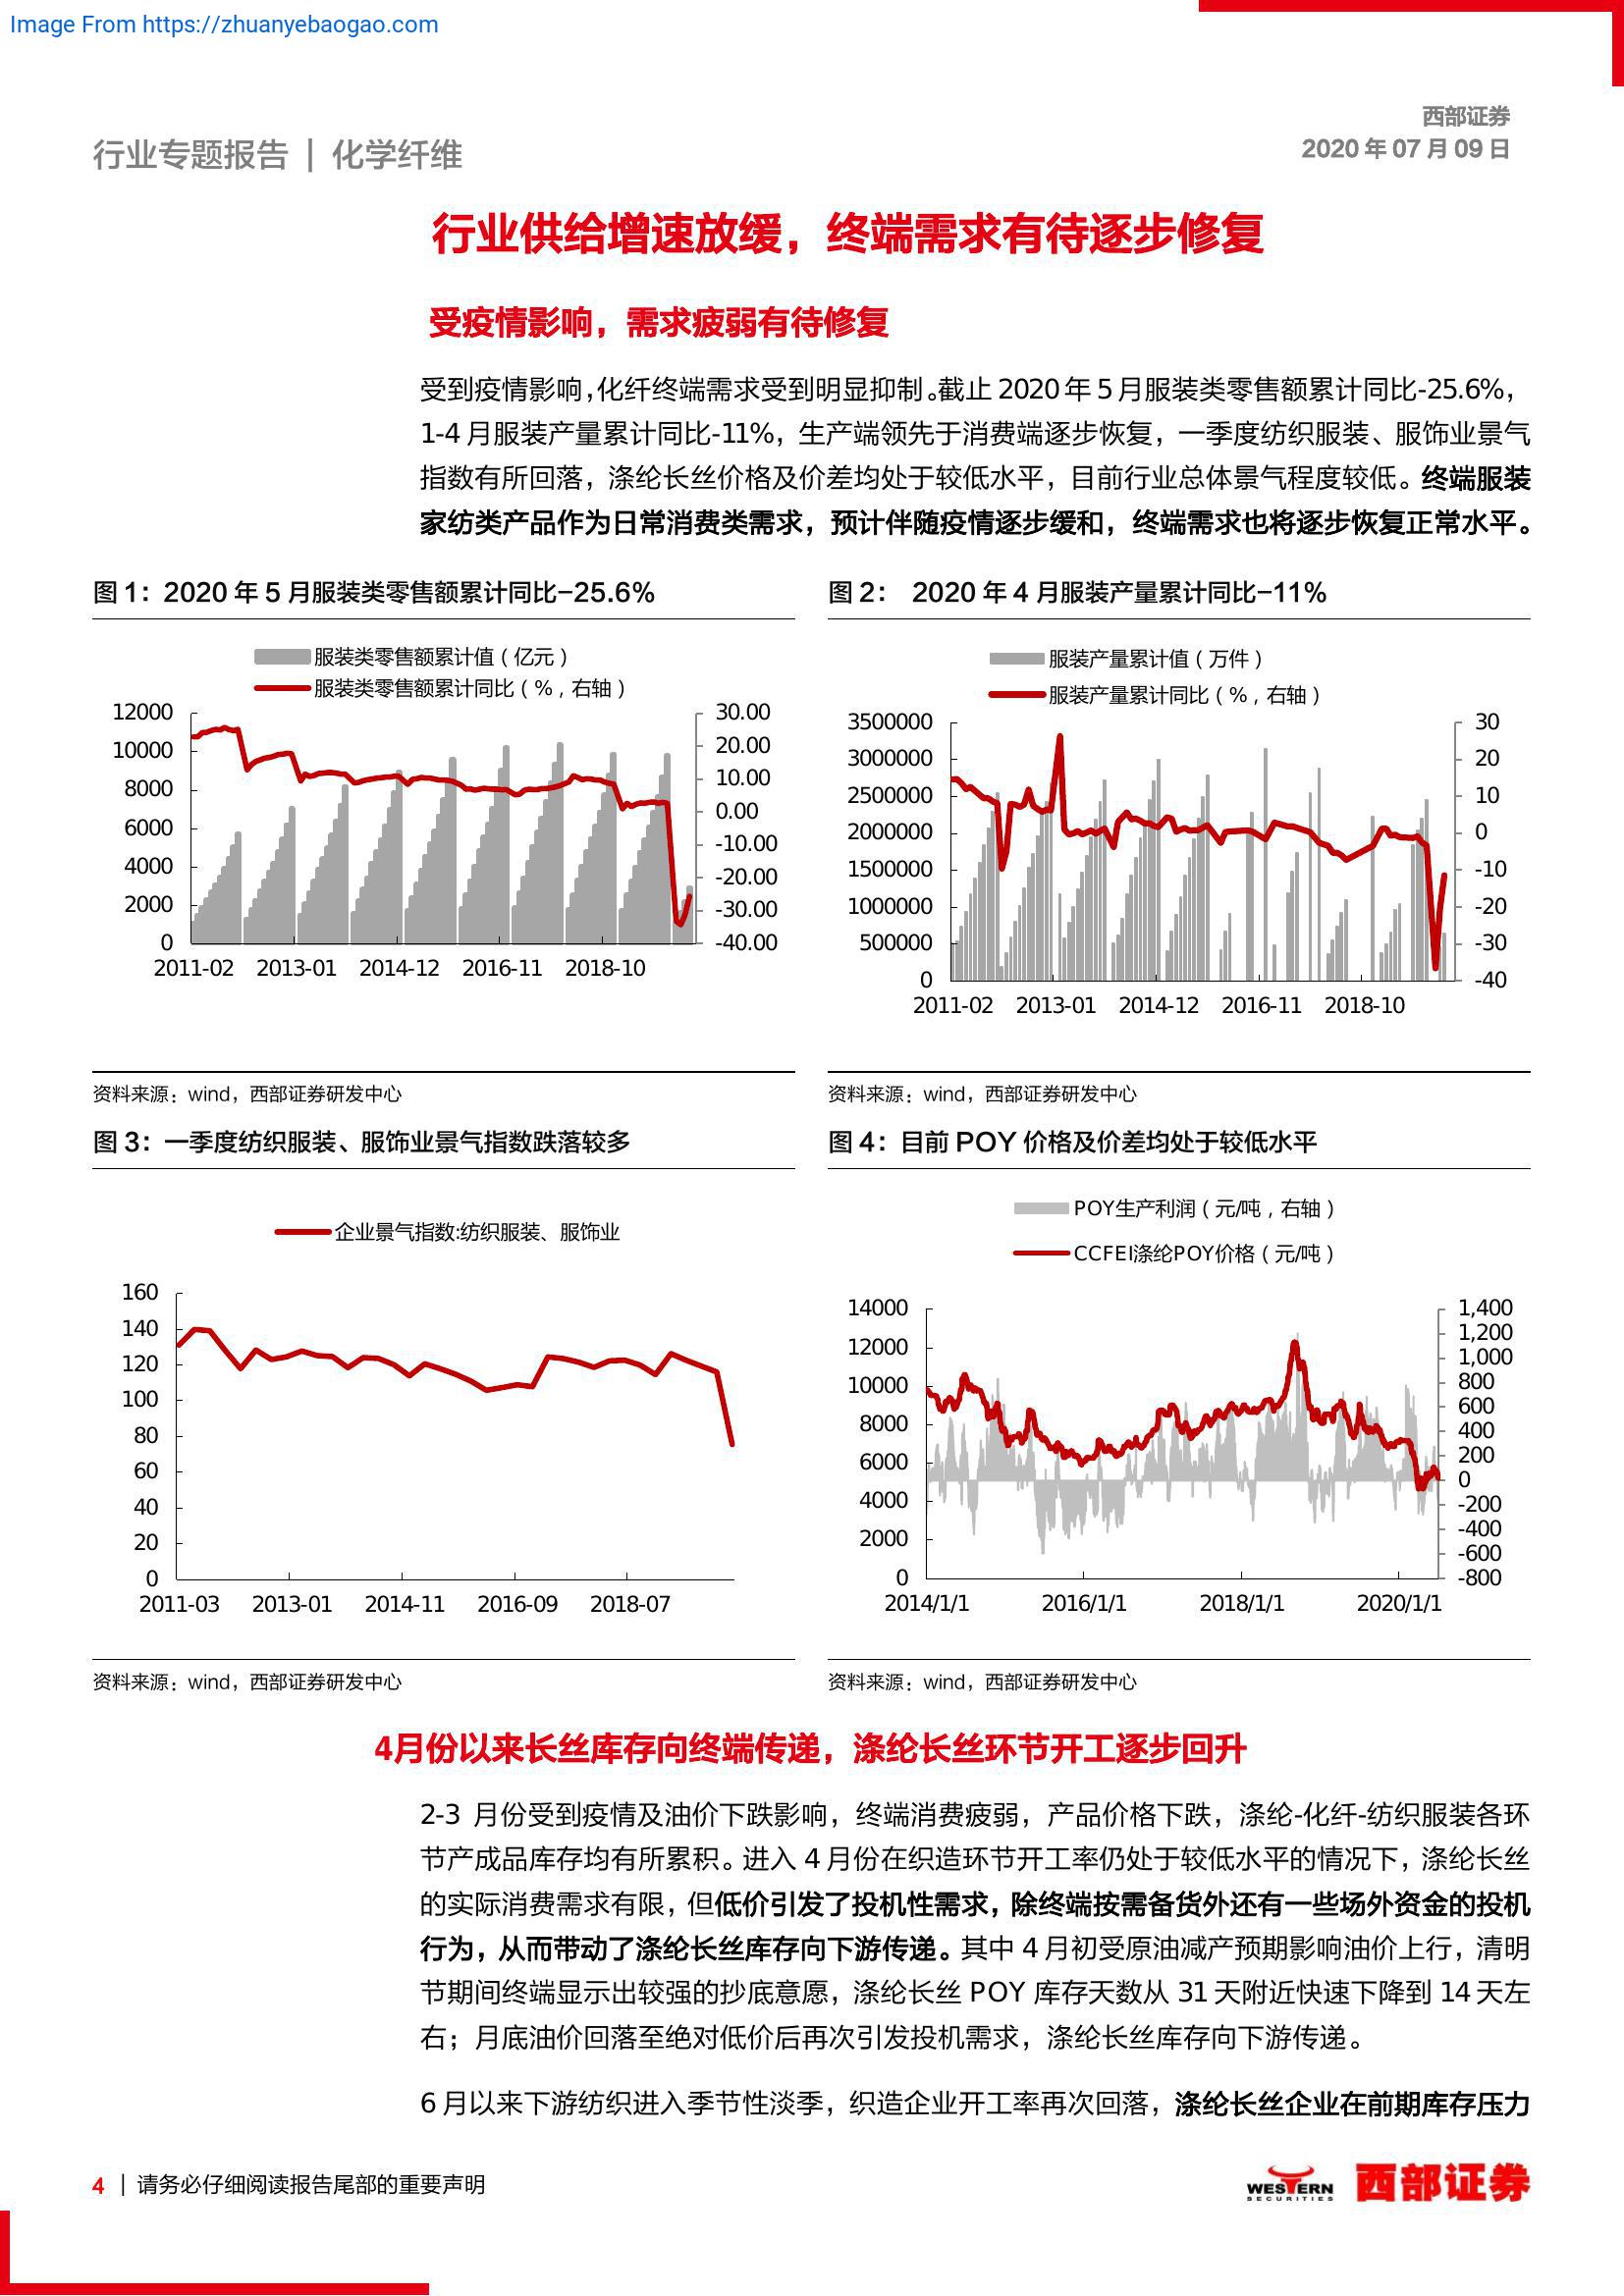 Image From https://zhuanyebaogao.com
西部证券
行业专题报告 | 化学纤维
2020 年 07 月 09 日
行业供给增速放缓，终端需求有待逐步修复
受疫情影响，需求疲弱有待修复
受到疫情影响，化纤终端需求受到明显抑制。截止 2020 年 5 月服装类零售额累计同比-25.6%，
1-4 月服装产量累计同比-11%，生产端领先于消费端逐步恢复，一季度纺织服装、服饰业景气
指数有所回落，涤纶长丝价格及价差均处于较低水平，目前行业总体景气程度较低。终端服装
家纺类产品作为日常消费类需求，预计伴随疫情逐步缓和，终端需求也将逐步恢复正常水平。
图 1：2020 年 5 月服装类零售额累计同比-25.6%
服装类零售额累计值（亿元）
服装类零售额累计同比（%，右轴）
12000
10000
8000
6000
4000
2000
0
30.00
20.00
10.00
0.00
-10.00
-20.00
-30.00
-40.00
2011-02 2013-01 2014-12 2016-11 2018-10
资料来源：wind，西部证券研发中心
图 2： 2020 年 4 月服装产量累计同比-11%
服装产量累计值（万件）
服装产量累计同比（%，右轴）
3500000
3000000
2500000
2000000
1500000
1000000
500000
0
30
20
10
0
-10
-20
-30
-40
2011-02 2013-01 2014-12 2016-11 2018-10
资料来源：wind，西部证券研发中心
图 3：一季度纺织服装、服饰业景气指数跌落较多
企业景气指数:纺织服装、服饰业
160
140
120
100
80
60
40
20
0
2011-03 2013-01 2014-11 2016-09 2018-07
资料来源：wind，西部证券研发中心
图 4：目前 POY 价格及价差均处于较低水平
POY生产利润（元/吨，右轴）
CCFEI涤纶POY价格（元/吨）
14000
12000
10000
8000
6000
4000
2000
0
1,400
1,200
1,000
800
600
400
200
0
-200
-400
-600
-800
2014/1/1 2016/1/1 2018/1/1 2020/1/1
资料来源：wind，西部证券研发中心
4月份以来长丝库存向终端传递，涤纶长丝环节开工逐步回升
2-3 月份受到疫情及油价下跌影响，终端消费疲弱，产品价格下跌，涤纶-化纤-纺织服装各环
节产成品库存均有所累积。进入 4 月份在织造环节开工率仍处于较低水平的情况下，涤纶长丝
的实际消费需求有限，但低价引发了投机性需求，除终端按需备货外还有一些场外资金的投机
行为，从而带动了涤纶长丝库存向下游传递。其中 4 月初受原油减产预期影响油价上行，清明
节期间终端显示出较强的抄底意愿，涤纶长丝 POY 库存天数从 31 天附近快速下降到 14 天左
右；月底油价回落至绝对低价后再次引发投机需求，涤纶长丝库存向下游传递。
6 月以来下游纺织进入季节性淡季，织造企业开工率再次回落，涤纶长丝企业在前期库存压力
4 | 请务必仔细阅读报告尾部的重要声明
WESTERN
SECURITIES
西部证券